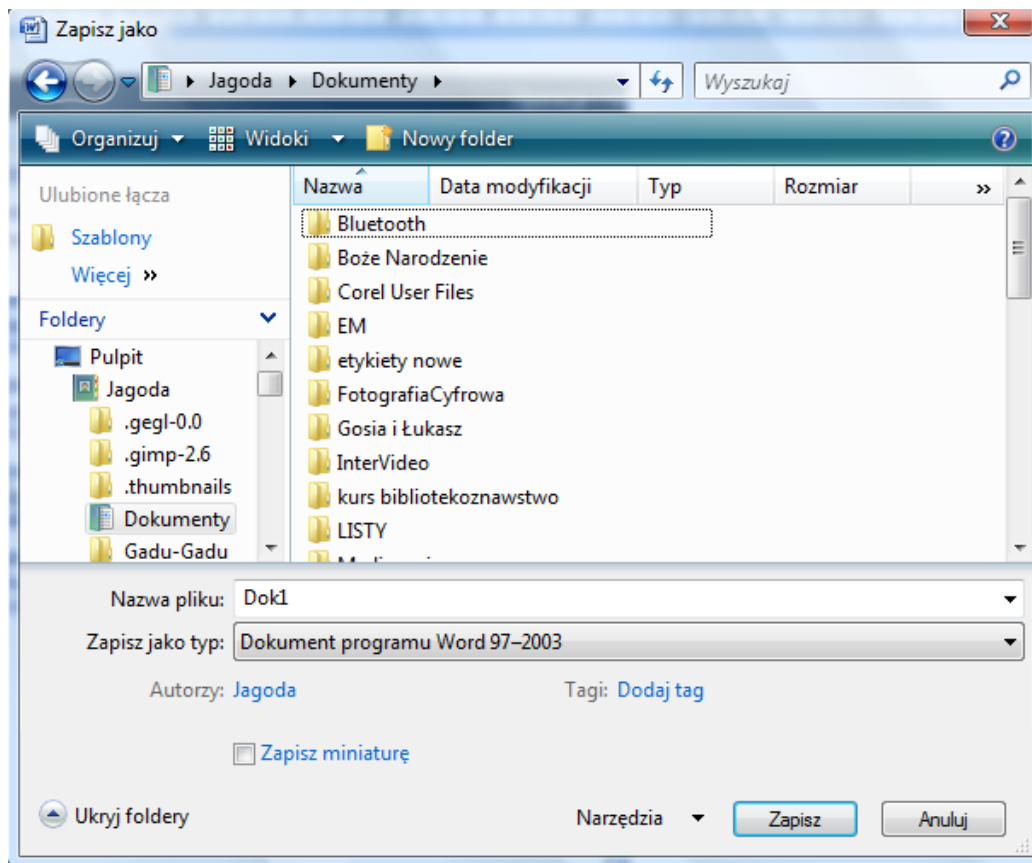 Zapisz jako
Jagoda Dokumenty Wyszukaj
Organizuj Widoki Nowy folder
Ulubione łącza
Szablony
Więcej »
Foldery
Pulpit
Jagoda
.gegl-0.0
.gimp-2.6
.thumbnails
Dokumenty
Gadu-Gadu
Nazwa Data modyfikacji Typ Rozmiar »
Bluetooth
Boże Narodzenie
Corel User Files
EM
etykiety nowe
FotografiaCyfrowa
Gosia i Łukasz
InterVideo
kurs bibliotekoznawstwo
LISTY
Nazwa pliku: Dok1
Zapisz jako typ: Dokument programu Word 97–2003
Autorzy: Jagoda Tagi: Dodaj tag
Zapisz miniaturę
Ukryj foldery Narzędzia Zapisz Anuluj